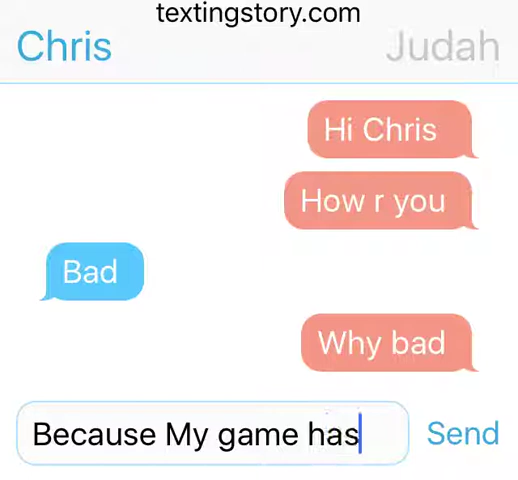 textingstory.com
Chris Judah
Hi Chris
How r you
Bad
Why bad
Because My game has Send